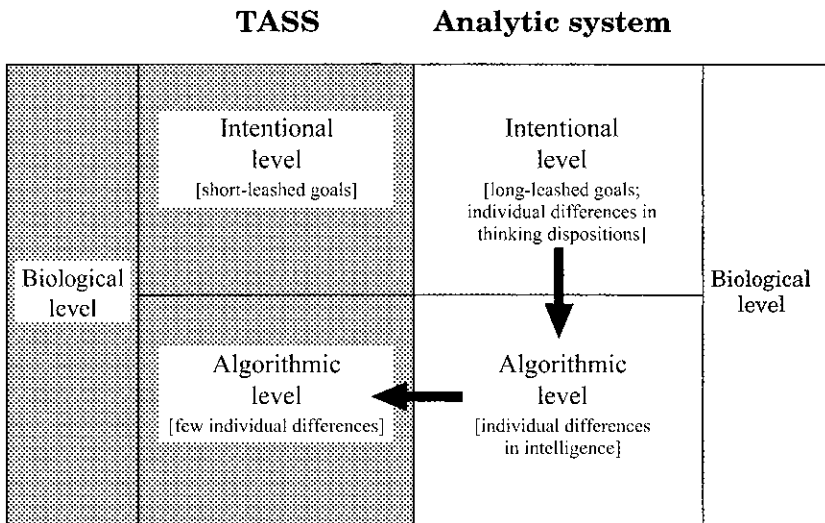 TASS
Analytic system
Intentional
level
[short-leashed goals]
Intentional
level
[long-leashed goals;
individual differences in
thinking dispositions]
Biological
level
Biological
level
Algorithmic
level
[few individual differences]
Algorithmic
level
[individual differences
in intelligence]